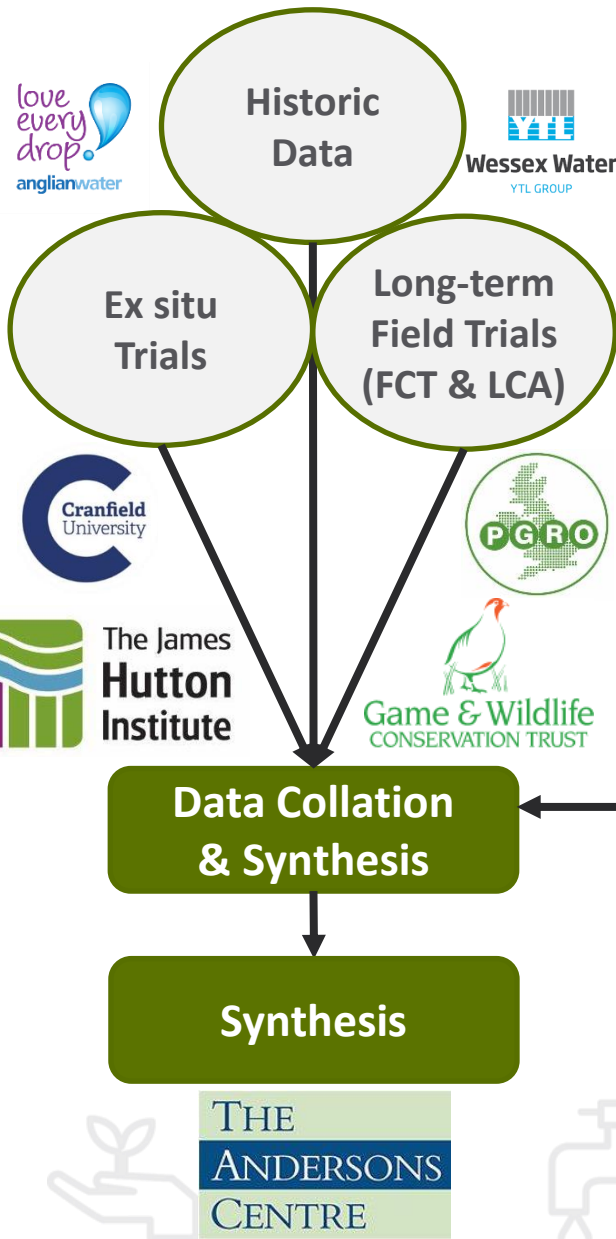 love
every
drop.
anglianwater
Historic
Data
YTL
Wessex Water
YTL GROUP
Ex situ
Trials
Long-term
Field Trials
(FCT & LCA)
Cranfield
University
PGRO
The James
Hutton
Institute
Game & Wildlife
CONSERVATION TRUST
Data Collation
& Synthesis
Synthesis
THE
ANDERSONS
CENTRE